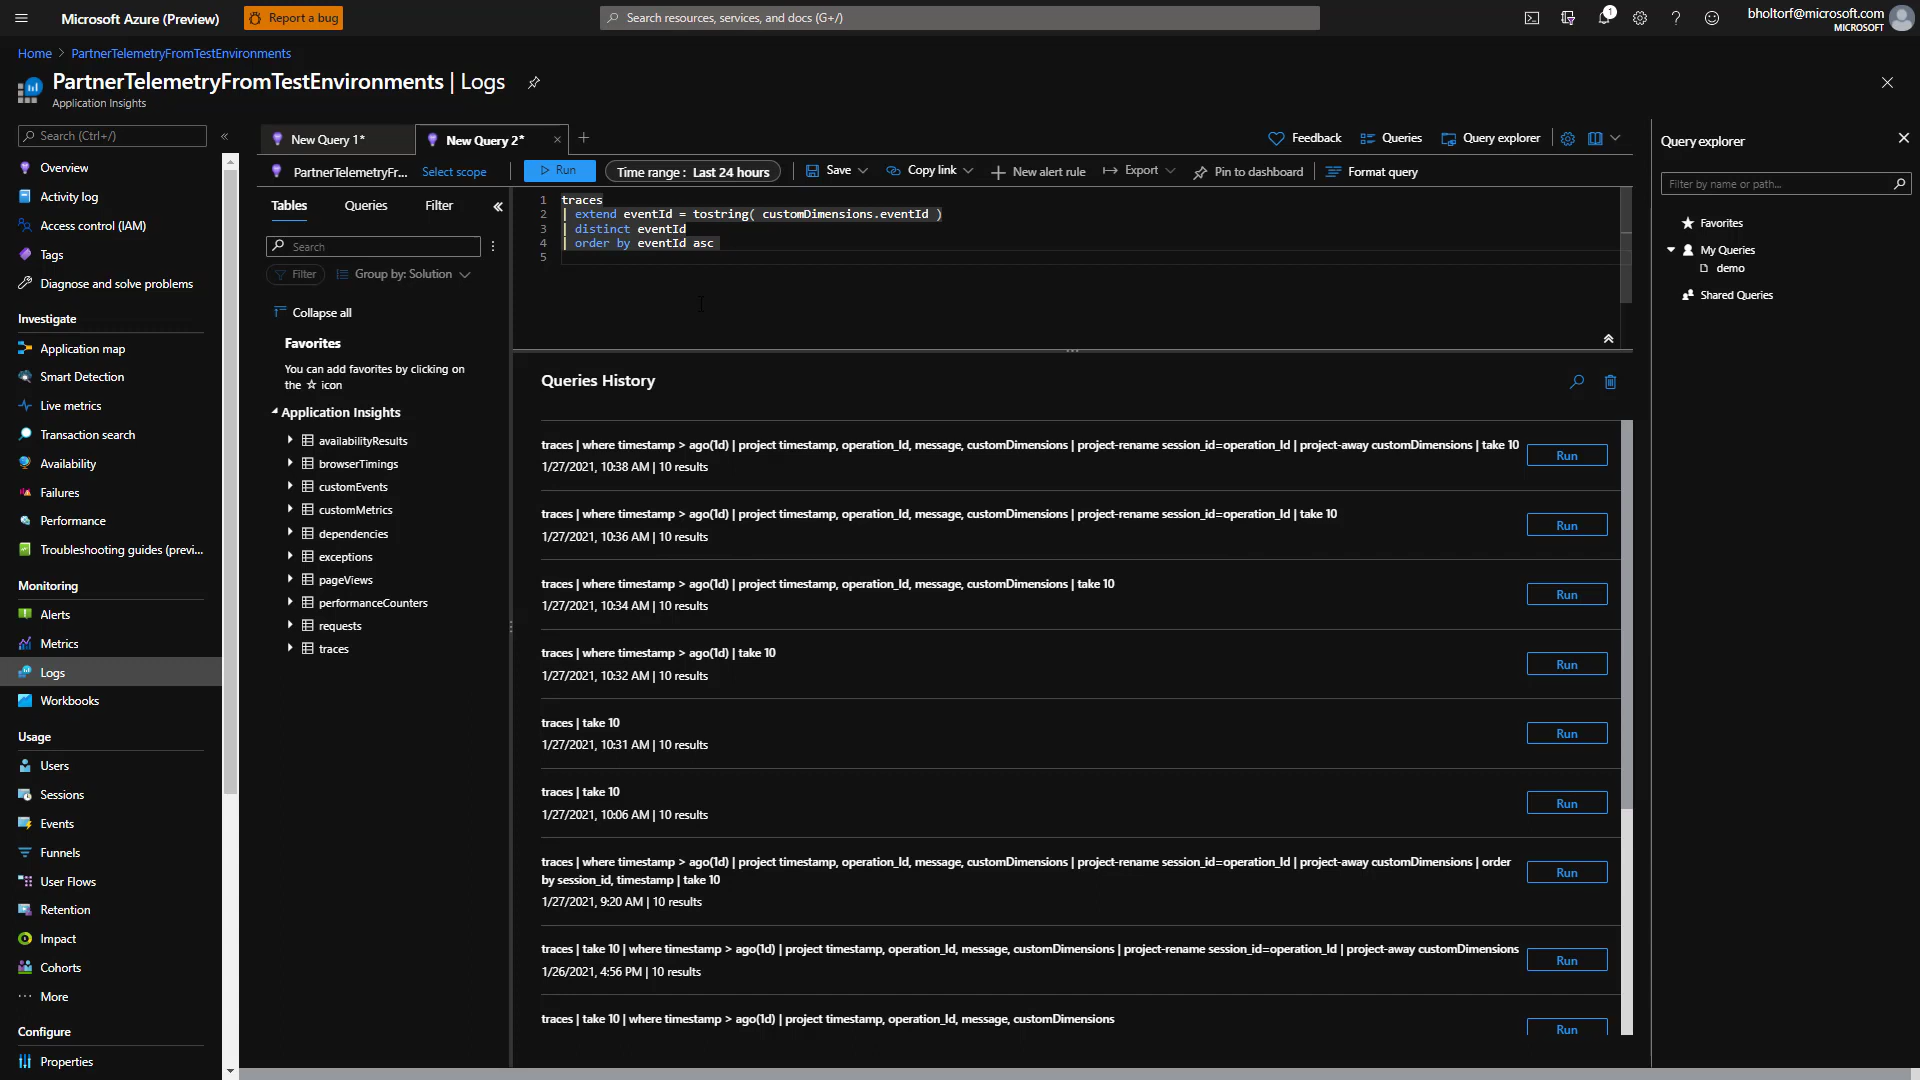 Microsoft Azure (Preview)
Report a bug
Search resources, services, and docs (G+/)
1
bholtorf@microsoft.com
MICROSOFT
Home > PartnerTelemetryFromTestEnvironments
PartnerTelemetryFromTestEnvironments | Logs
Application Insights
Search (Ctrl+/)
Overview
Activity log
Access control (IAM)
Tags
Diagnose and solve problems
Investigate
Application map
Smart Detection
Live metrics
Transaction search
Availability
Failures
Performance
Troubleshooting guides (previ...
Monitoring
Alerts
Metrics
Logs
Workbooks
Usage
Users
Sessions
Events
Funnels
User Flows
Retention
Impact
Cohorts
More
Configure
Properties
New Query 1*
New Query 2*
Feedback
Queries
Query explorer
PartnerTelemetryFr...
Select scope
Run
Time range : Last 24 hours
Save
Copy link
New alert rule
Export
Pin to dashboard
Format query
Tables
Queries
Filter
Search
Filter
Group by: Solution
Collapse all
Favorites
You can add favorites by clicking on
the ☆ icon
Application Insights
availabilityResults
browserTimings
customEvents
customMetrics
dependencies
exceptions
pageViews
performanceCounters
requests
traces
1 traces
2 | extend eventId = tostring( customDimensions.eventId )
3 | distinct eventId
4 | order by eventId asc
5
Queries History
traces | where timestamp > ago(1d) | project timestamp, operation_Id, message, customDimensions | project-rename session_id=operation_Id | project-away customDimensions | take 10
1/27/2021, 10:38 AM | 10 results
Run
traces | where timestamp > ago(1d) | project timestamp, operation_Id, message, customDimensions | project-rename session_id=operation_Id | take 10
1/27/2021, 10:36 AM | 10 results
Run
traces | where timestamp > ago(1d) | project timestamp, operation_Id, message, customDimensions | take 10
1/27/2021, 10:34 AM | 10 results
Run
traces | where timestamp > ago(1d) | take 10
1/27/2021, 10:32 AM | 10 results
Run
traces | take 10
1/27/2021, 10:31 AM | 10 results
Run
traces | take 10
1/27/2021, 10:06 AM | 10 results
Run
traces | where timestamp > ago(1d) | project timestamp, operation_Id, message, customDimensions | project-rename session_id=operation_Id | project-away customDimensions | order
by session_id, timestamp | take 10
1/27/2021, 9:20 AM | 10 results
Run
traces | take 10 | where timestamp > ago(1d) | project timestamp, operation_Id, message, customDimensions | project-rename session_id=operation_Id | project-away customDimensions
1/26/2021, 4:56 PM | 10 results
Run
traces | take 10 | where timestamp > ago(1d) | project timestamp, operation_Id, message, customDimensions
Run
Query explorer
Filter by name or path...
Favorites
My Queries
demo
Shared Queries